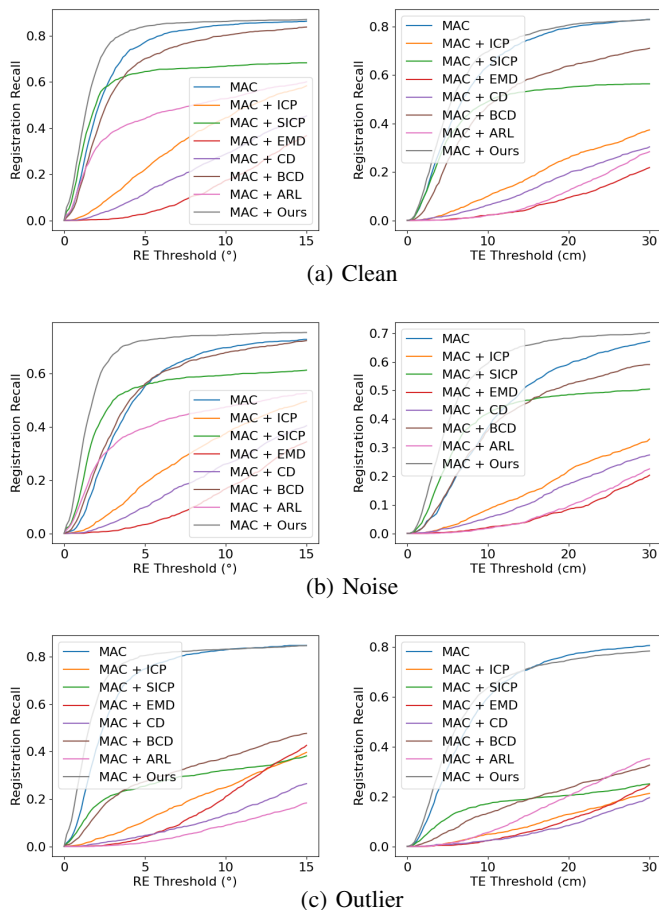 Registration Recall
0.8
0.6
0.4
0.2
0.0
MAC
MAC + ICP
MAC + SICP
MAC + EMD
MAC + CD
MAC + BCD
MAC + ARL
MAC + Ours
0 5 10 15
RE Threshold (°)
Registration Recall
0.8
0.6
0.4
0.2
0.0
MAC
MAC + ICP
MAC + SICP
MAC + EMD
MAC + CD
MAC + BCD
MAC + ARL
MAC + Ours
0 10 20 30
TE Threshold (cm)
(a) Clean
Registration Recall
0.6
0.4
0.2
0.0
MAC
MAC + ICP
MAC + SICP
MAC + EMD
MAC + CD
MAC + BCD
MAC + ARL
MAC + Ours
0 5 10 15
RE Threshold (°)
Registration Recall
0.7
0.6
0.5
0.4
0.3
0.2
0.1
0.0
MAC
MAC + ICP
MAC + SICP
MAC + EMD
MAC + CD
MAC + BCD
MAC + ARL
MAC + Ours
0 10 20 30
TE Threshold (cm)
(b) Noise
Registration Recall
0.8
0.6
0.4
0.2
0.0
MAC
MAC + ICP
MAC + SICP
MAC + EMD
MAC + CD
MAC + BCD
MAC + ARL
MAC + Ours
0 5 10 15
RE Threshold (°)
Registration Recall
0.8
0.6
0.4
0.2
0.0
MAC
MAC + ICP
MAC + SICP
MAC + EMD
MAC + CD
MAC + BCD
MAC + ARL
MAC + Ours
0 10 20 30
TE Threshold (cm)
(c) Outlier